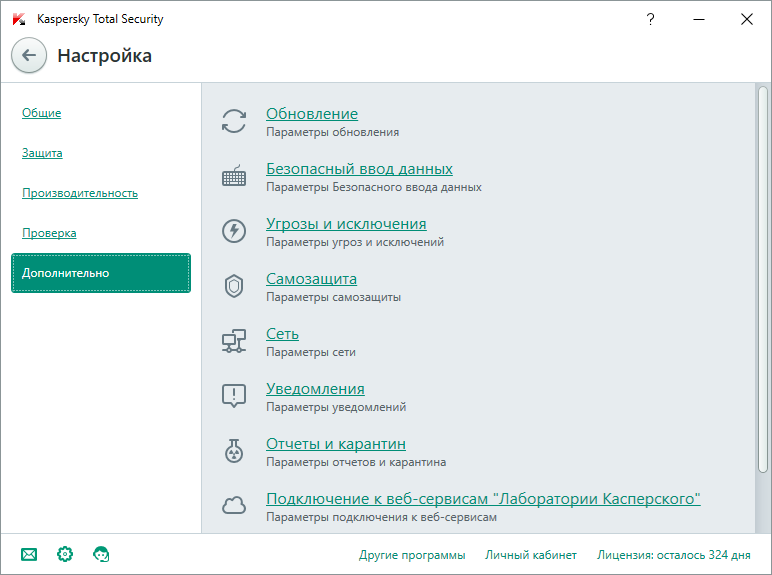 Kaspersky Total Security
?
Настройка
Общие
Защита
Производительность
Проверка
Дополнительно
Обновление
Параметры обновления
Безопасный ввод данных
Параметры Безопасного ввода данных
Угрозы и исключения
Параметры угроз и исключений
Самозащита
Параметры самозащиты
Сеть
Параметры сети
Уведомления
Параметры уведомлений
Отчеты и карантин
Параметры отчетов и карантина
Подключение к веб-сервисам "Лаборатории Касперского"
Параметры подключения к веб-сервисам
Другие программы Личный кабинет Лицензия: осталось 324 дня